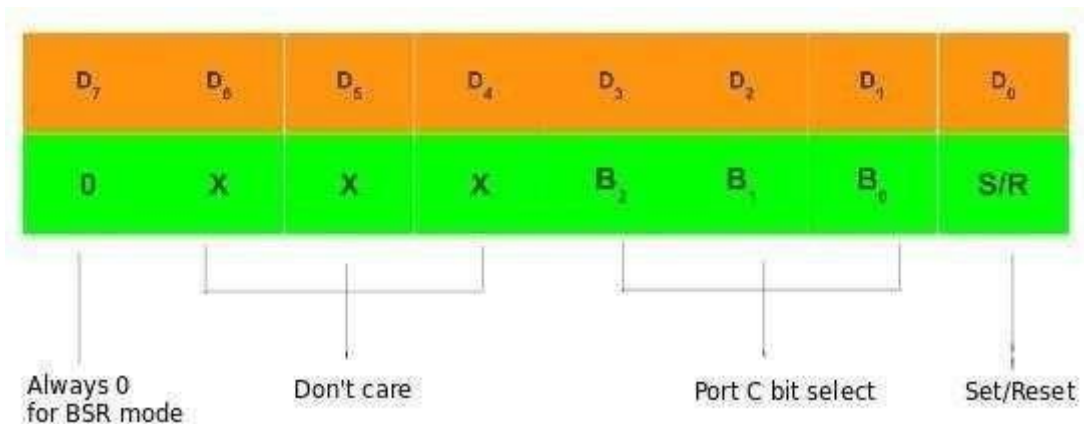 D₇ D₆ D₅ D₄ D₃ D₂ D₁ D₀
0 X X X B₂ B₁ B₀ S/R
Always 0 Don't care Port C bit select Set/Reset
for BSR mode